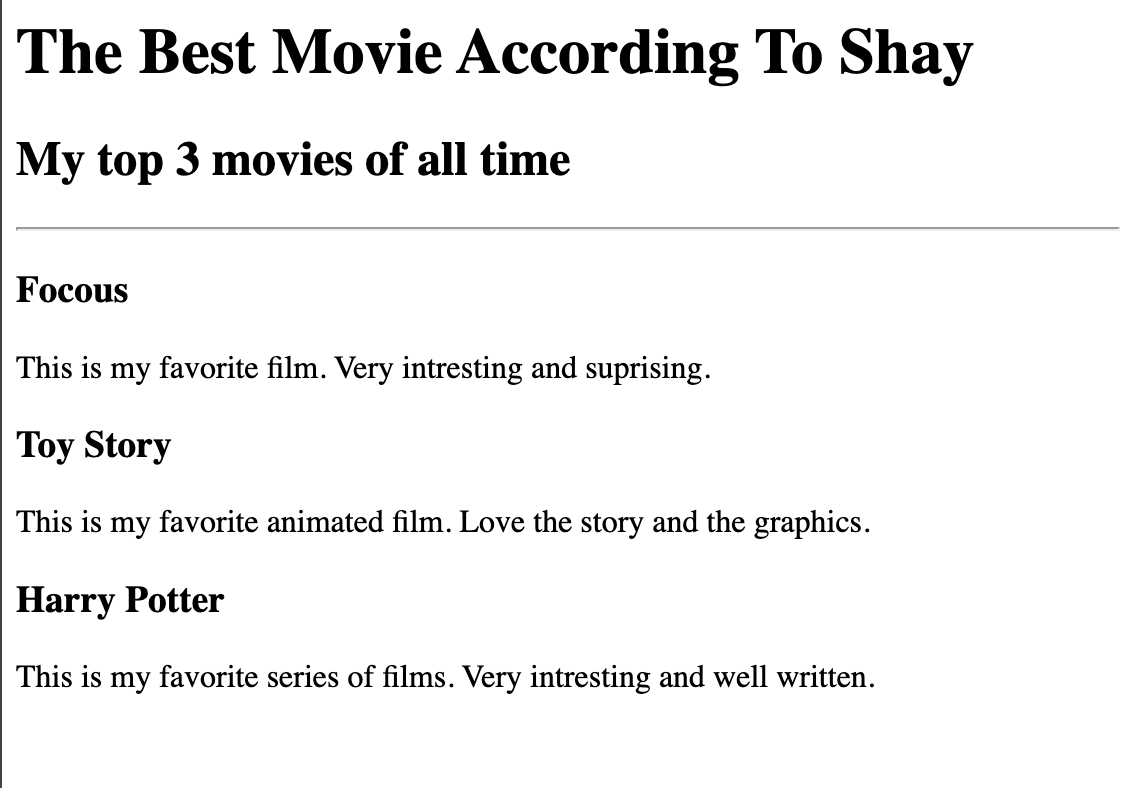 The Best Movie According To Shay
My top 3 movies of all time
Focous
This is my favorite film. Very intresting and suprising.
Toy Story
This is my favorite animated film. Love the story and the graphics.
Harry Potter
This is my favorite series of films. Very intresting and well written.